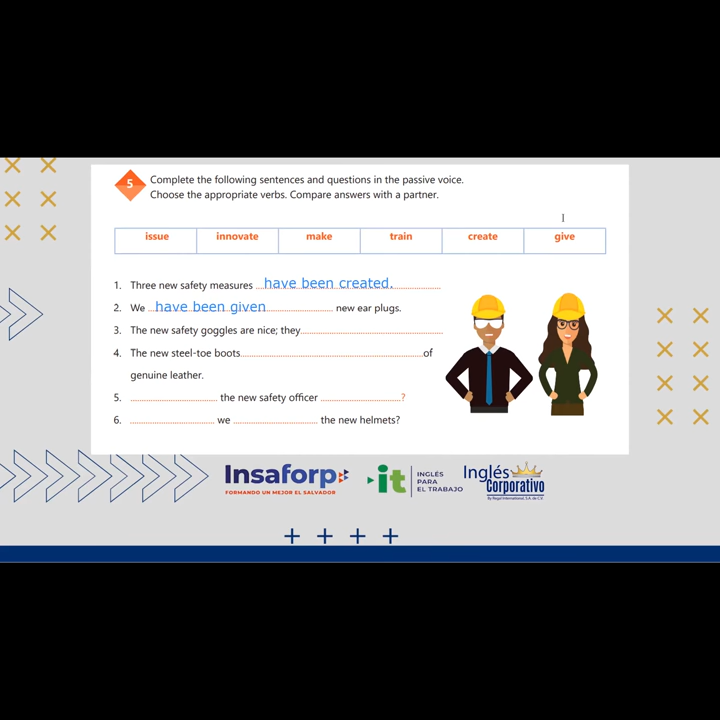 5 Complete the following sentences and questions in the passive voice.
Choose the appropriate verbs. Compare answers with a partner.
issue innovate make train create give
1. Three new safety measures have been created.
2. We have been given new ear plugs.
3. The new safety goggles are nice; they
4. The new steel-toe boots of
genuine leather.
5. the new safety officer ?
6. we the new helmets?
Insaforp
FORMANDO UN MEJOR EL SALVADOR
it
INGLÉS
PARA
EL TRABAJO
Inglés
Corporativo
By Regal International, S.A. de C.V.